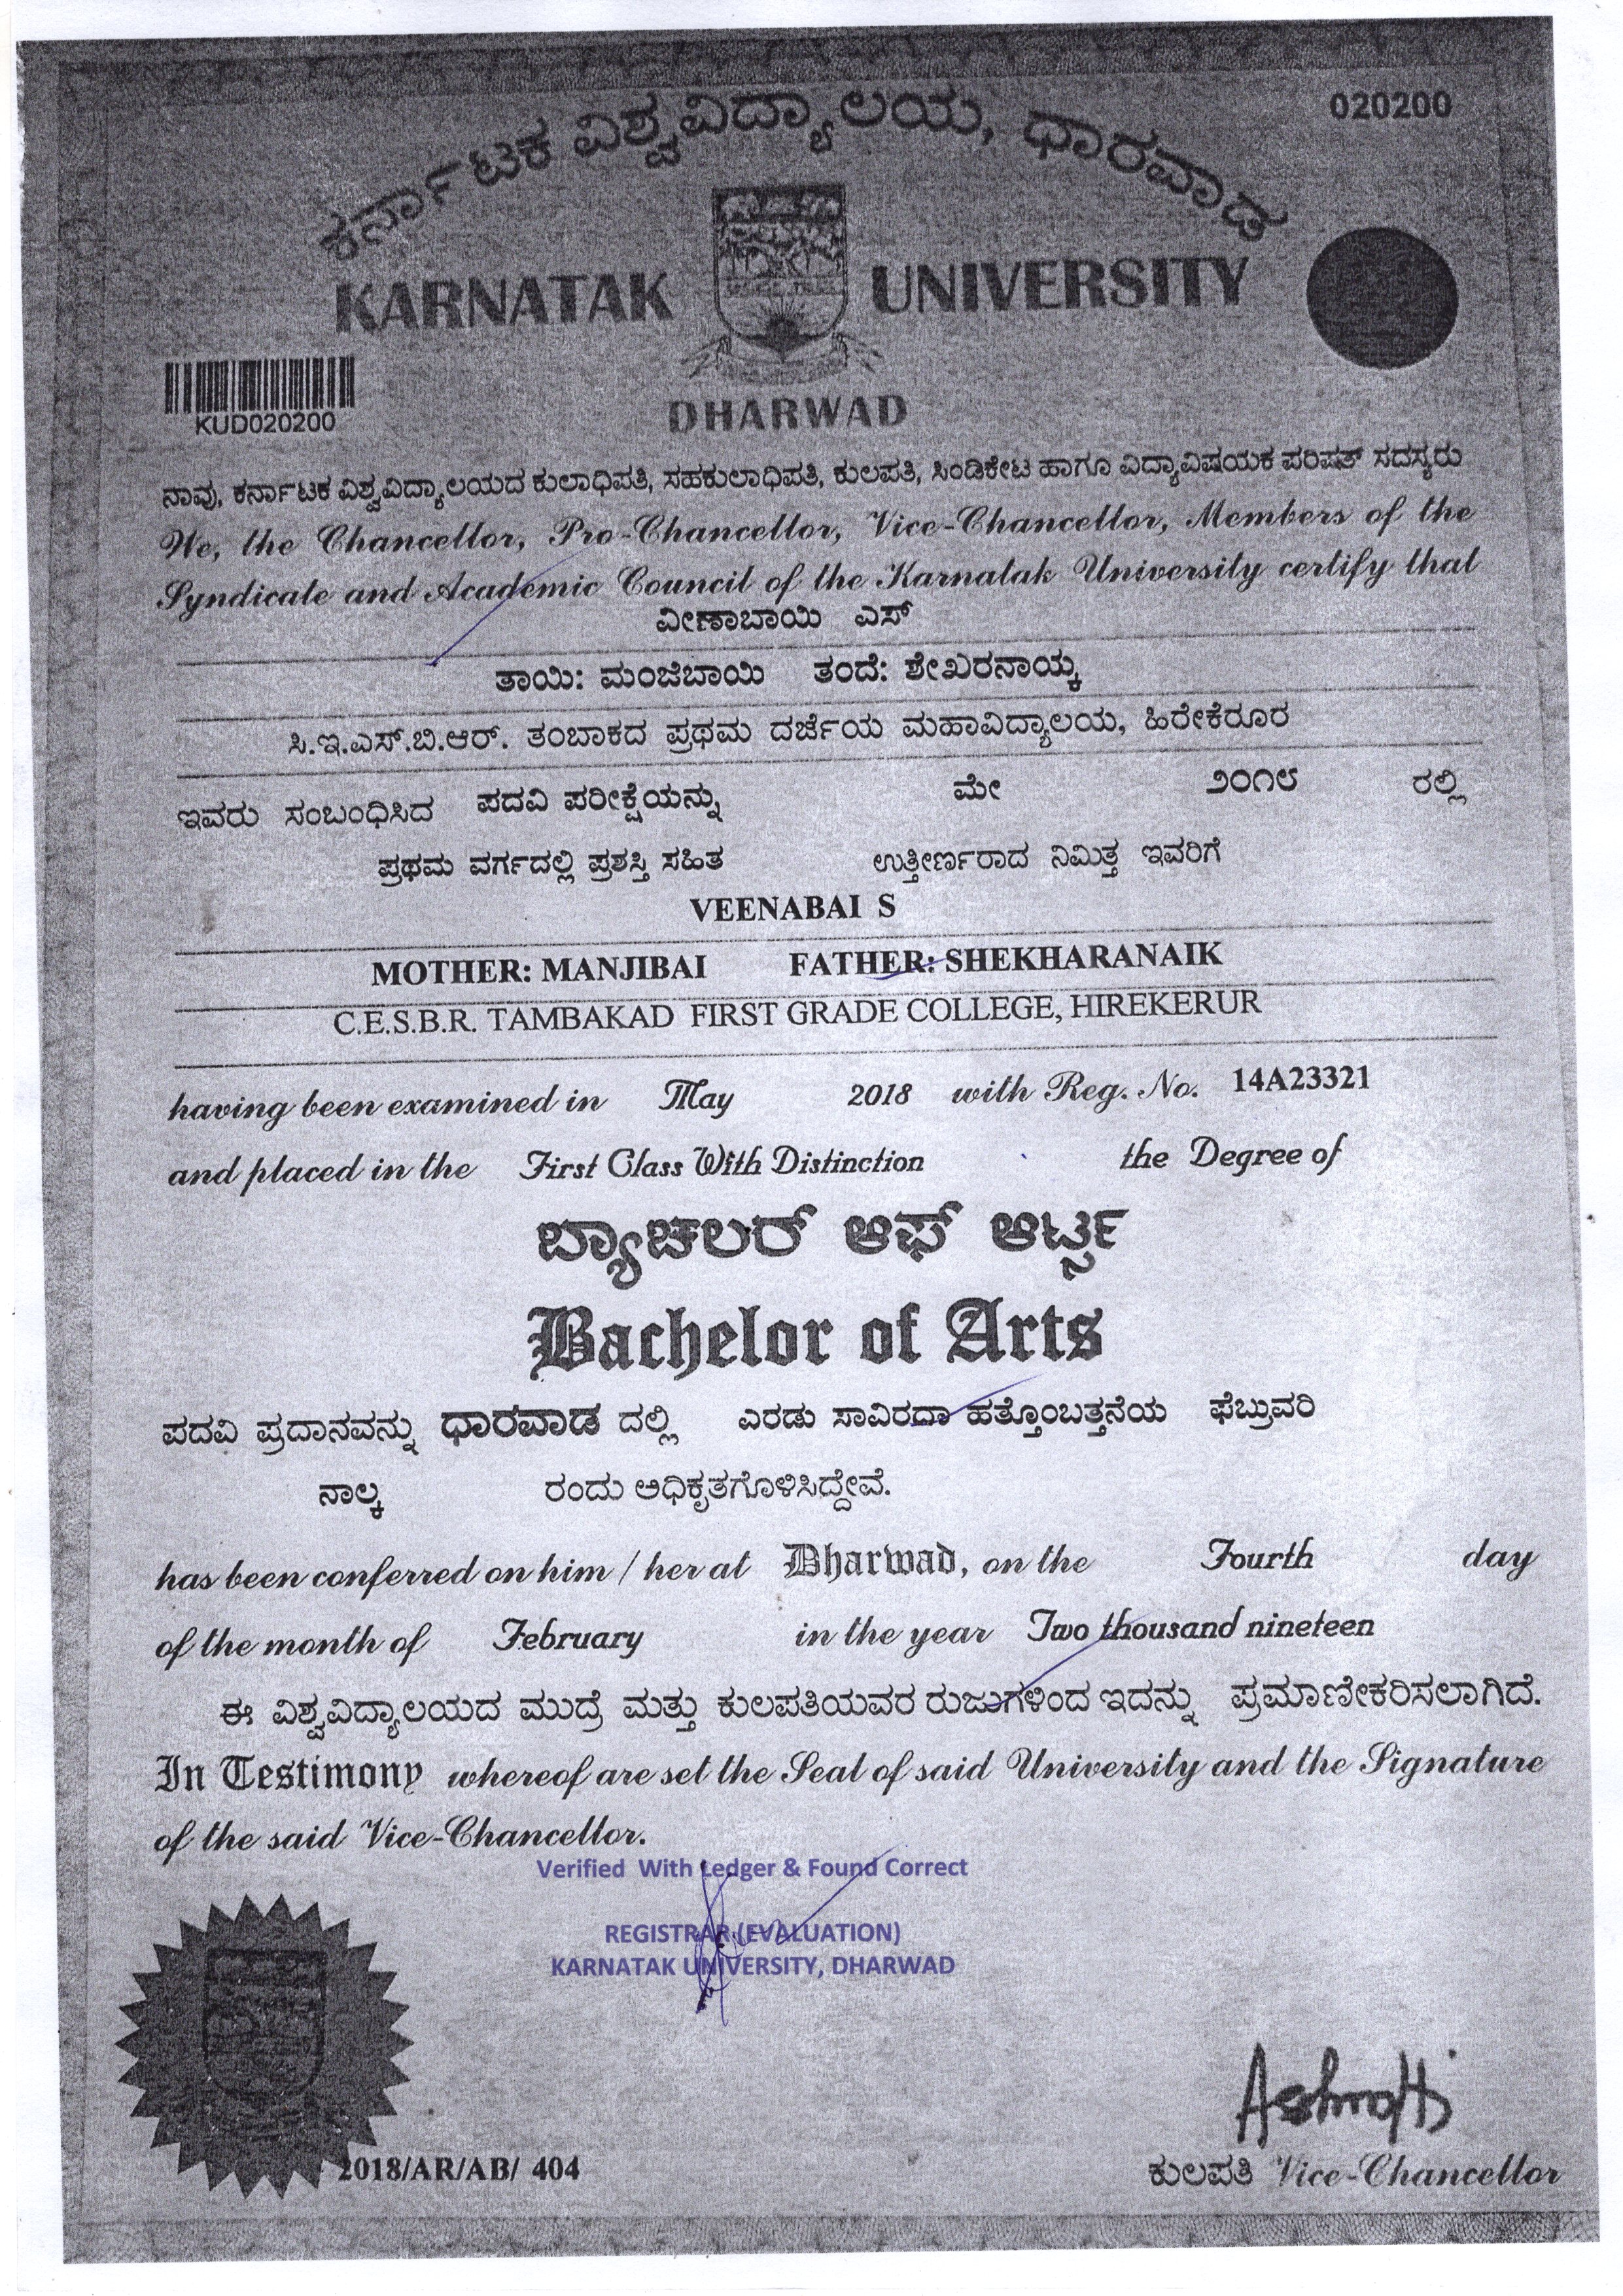 020200
ಕರ್ನಾಟಕ ವಿಶ್ವವಿದ್ಯಾಲಯ, ಧಾರವಾಡ
KARNATAK UNIVERSITY
KUD020200
DHARWAD
ನಾವು, ಕರ್ನಾಟಕ ವಿಶ್ವವಿದ್ಯಾಲಯದ ಕುಲಾಧಿಪತಿ, ಸಹಕುಲಾಧಿಪತಿ, ಕುಲಪತಿ, ಸಿಂಡಿಕೇಟ ಹಾಗೂ ವಿದ್ಯಾವಿಷಯಕ ಪರಿಷತ್ ಸದಸ್ಯರು
We, the Chancellor, Pro-Chancellor, Vice-Chancellor, Members of the
Syndicate and Academic Council of the Karnatak University certify that
ವೀಣಾಬಾಯಿ ಎಸ್
ತಾಯಿ: ಮಂಜಿಬಾಯಿ ತಂದೆ: ಶೇಖರನಾಯ್ಕ
ಸಿ.ಇ.ಎಸ್.ಬಿ.ಆರ್. ತಂಬಾಕದ ಪ್ರಥಮ ದರ್ಜೆಯ ಮಹಾವಿದ್ಯಾಲಯ, ಹಿರೇಕೆರೂರ
ಇವರು ಸಂಬಂಧಿಸಿದ ಪದವಿ ಪರೀಕ್ಷೆಯನ್ನು ಮೇ ೨೦೧೮ ರಲ್ಲಿ
ಪ್ರಥಮ ವರ್ಗದಲ್ಲಿ ಪ್ರಶಸ್ತಿ ಸಹಿತ ಉತ್ತೀರ್ಣರಾದ ನಿಮಿತ್ತ ಇವರಿಗೆ
VEENABAI S
MOTHER: MANJIBAI FATHER: SHEKHARANAIK
C.E.S.B.R. TAMBAKAD FIRST GRADE COLLEGE, HIREKERUR
having been examined in May 2018 with Reg. No. 14A23321
and placed in the First Class With Distinction the Degree of
ಬ್ಯಾಚಲರ್ ಆಫ್ ಆರ್ಟ್ಸ್
Bachelor of Arts
ಪದವಿ ಪ್ರದಾನವನ್ನು ಧಾರವಾಡ ದಲ್ಲಿ ಎರಡು ಸಾವಿರದಾ ಹತ್ತೊಂಬತ್ತನೆಯ ಫೆಬ್ರುವರಿ
ನಾಲ್ಕ ರಂದು ಅಧಿಕೃತಗೊಳಿಸಿದ್ದೇವೆ.
has been conferred on him / her at Dharwad, on the Fourth day
of the month of February in the year Two thousand nineteen
ಈ ವಿಶ್ವವಿದ್ಯಾಲಯದ ಮುದ್ರೆ ಮತ್ತು ಕುಲಪತಿಯವರ ರುಜುಗಳಿಂದ ಇದನ್ನು ಪ್ರಮಾಣೀಕರಿಸಲಾಗಿದೆ.
In Testimony whereof are set the Seal of said University and the Signature
of the said Vice-Chancellor.
Verified With Ledger & Found Correct
REGISTRAR (EVALUATION)
KARNATAK UNIVERSITY, DHARWAD
2018/AR/AB/ 404
ಕುಲಪತಿ Vice-Chancellor